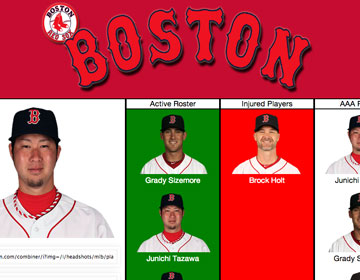 BOSTON
RED SOX
BOSTON
Active Roster
Injured Players
AAA
B
B
B
B
Grady Sizemore
Brock Holt
Junichi
B
B
Junichi Tazawa
Grady S
n.com/combiner/i?img=/i/headshots/mlb/pla